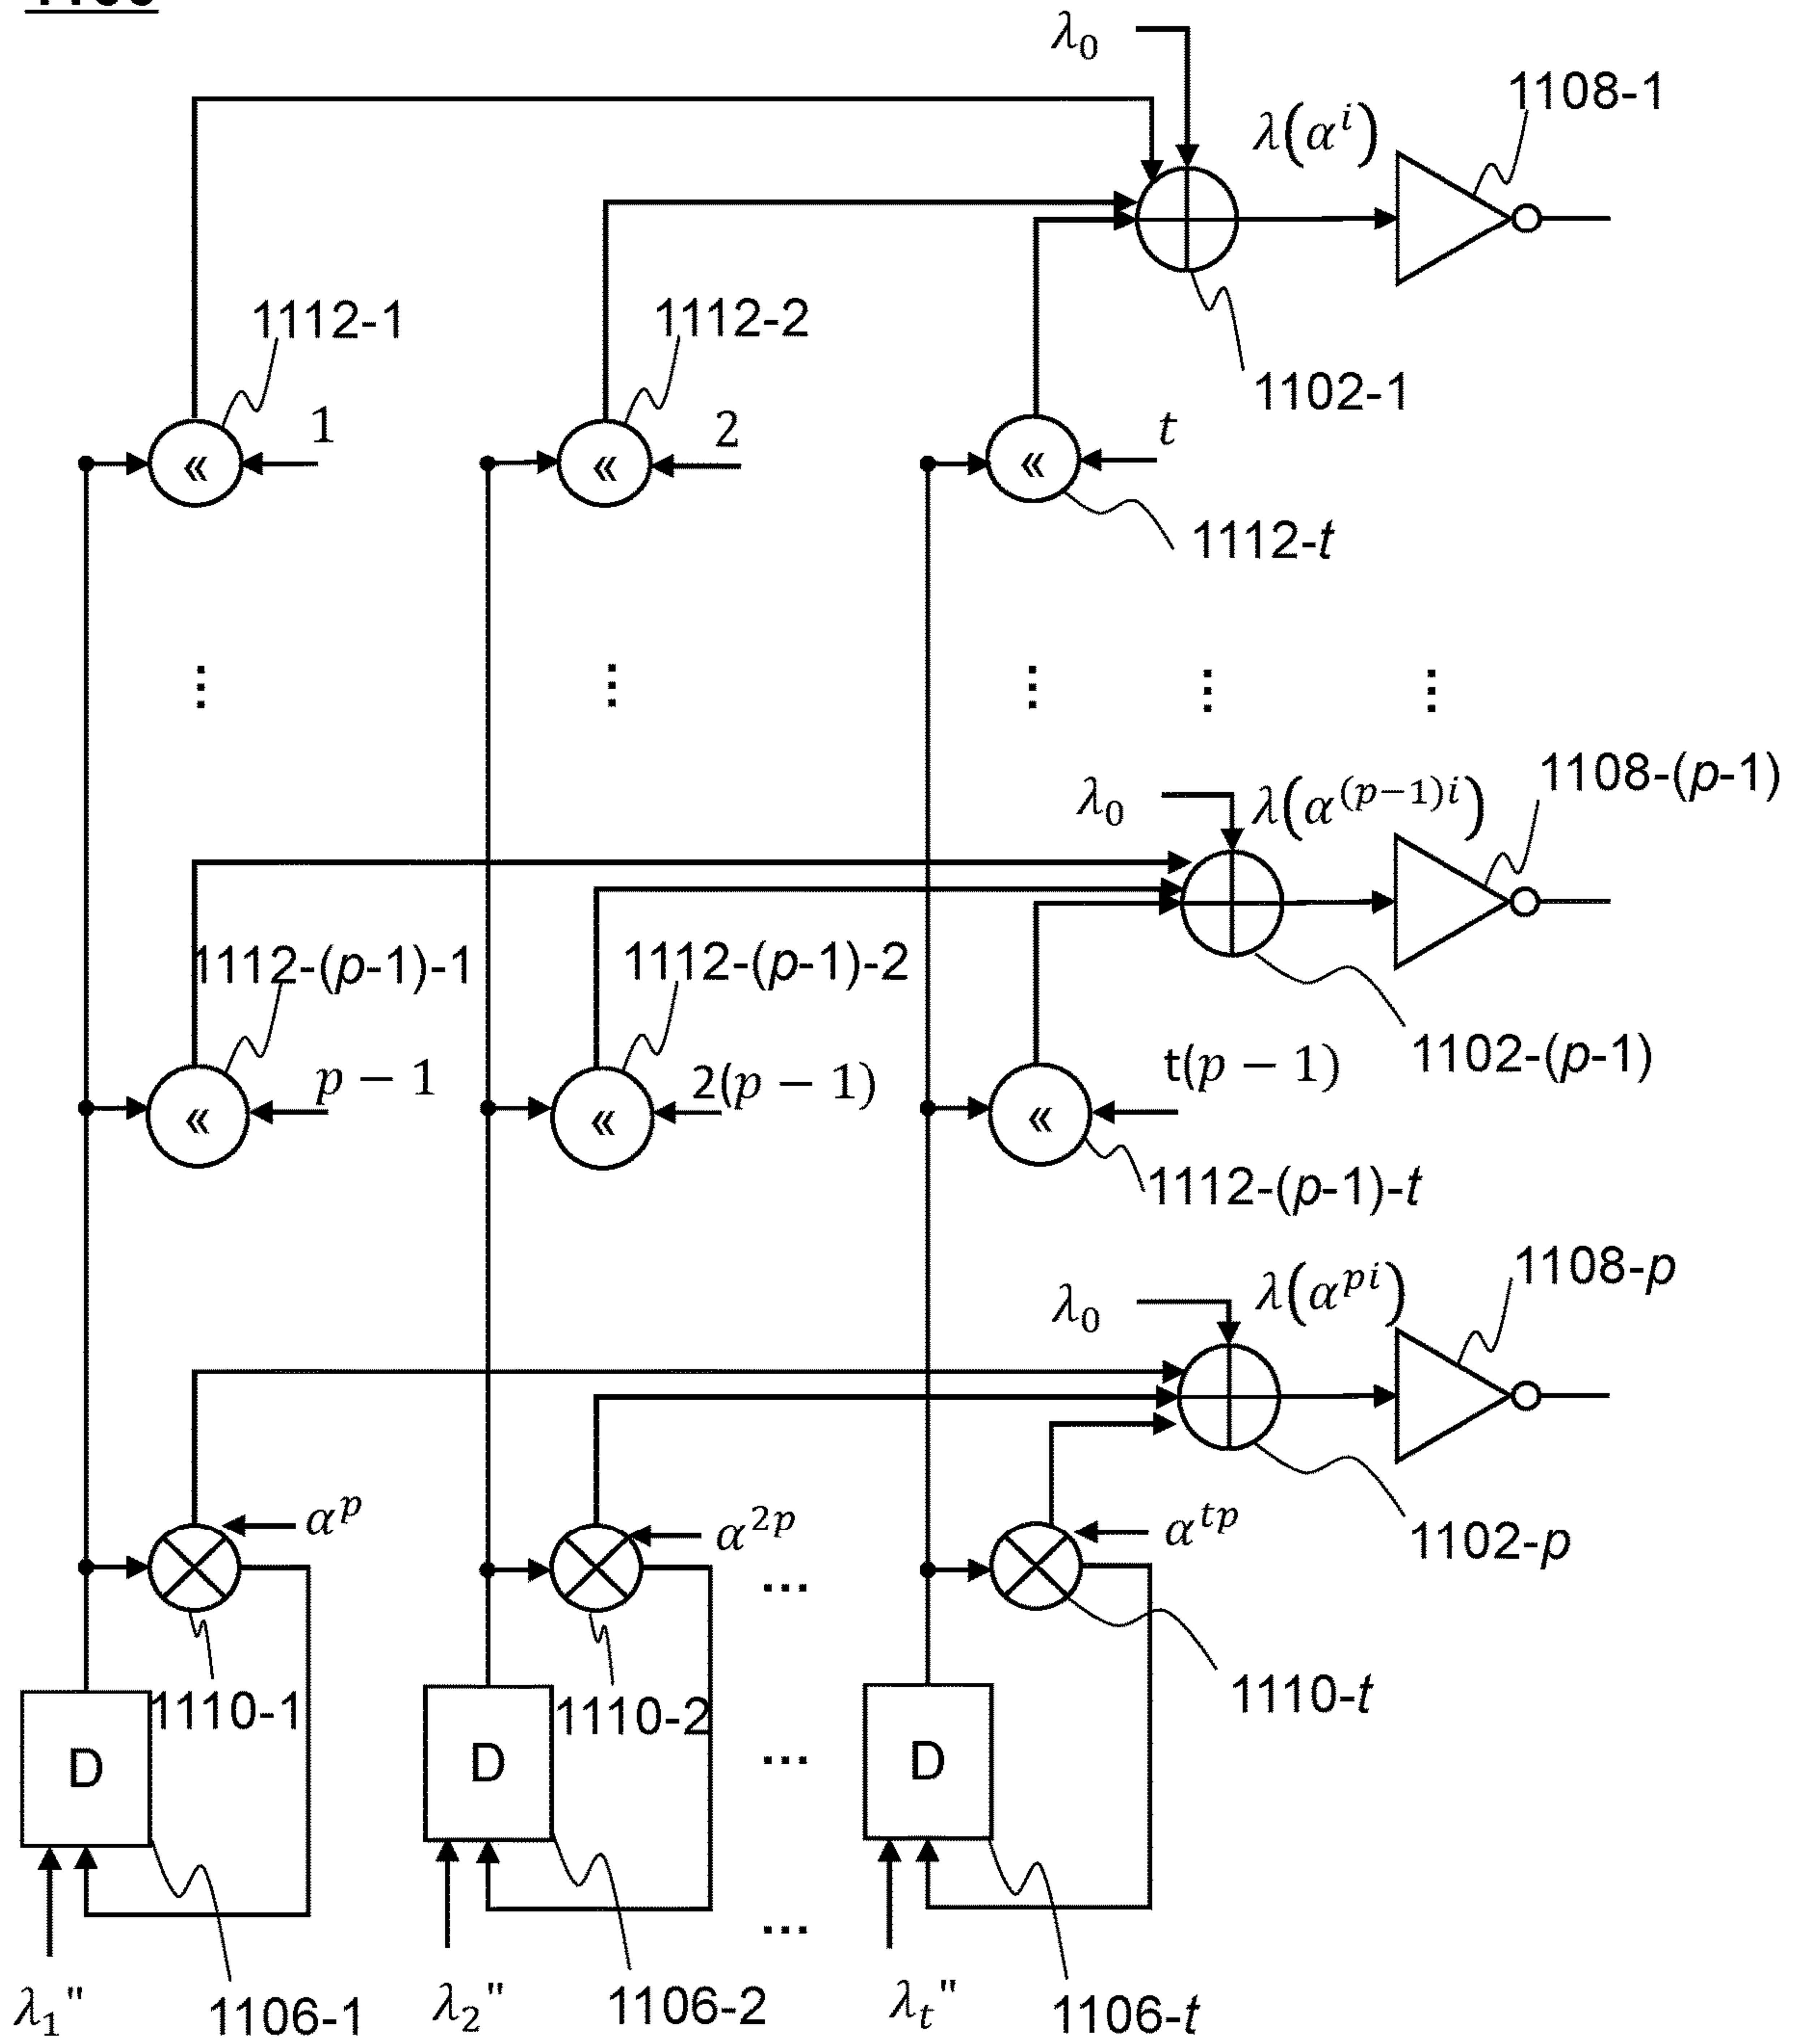 λ₀
1108-1
λ(αⁱ)
1112-1
1112-2
1102-1
1
2
t
«
«
«
1112-t
⋮ ⋮ ⋮ ⋮ ⋮
1108-(p-1)
λ₀
λ(α^{(p−1)i})
1112-(p-1)-1
1112-(p-1)-2
1102-(p-1)
p − 1
2(p − 1)
t(p − 1)
«
«
«
1112-(p-1)-t
1108-p
λ₀
λ(α^{pi})
α^p
α^{2p}
α^{tp}
1102-p
...
1110-1
1110-2
1110-t
D
D
...
D
...
λ₁"
1106-1
λ₂"
1106-2
λ_t"
1106-t